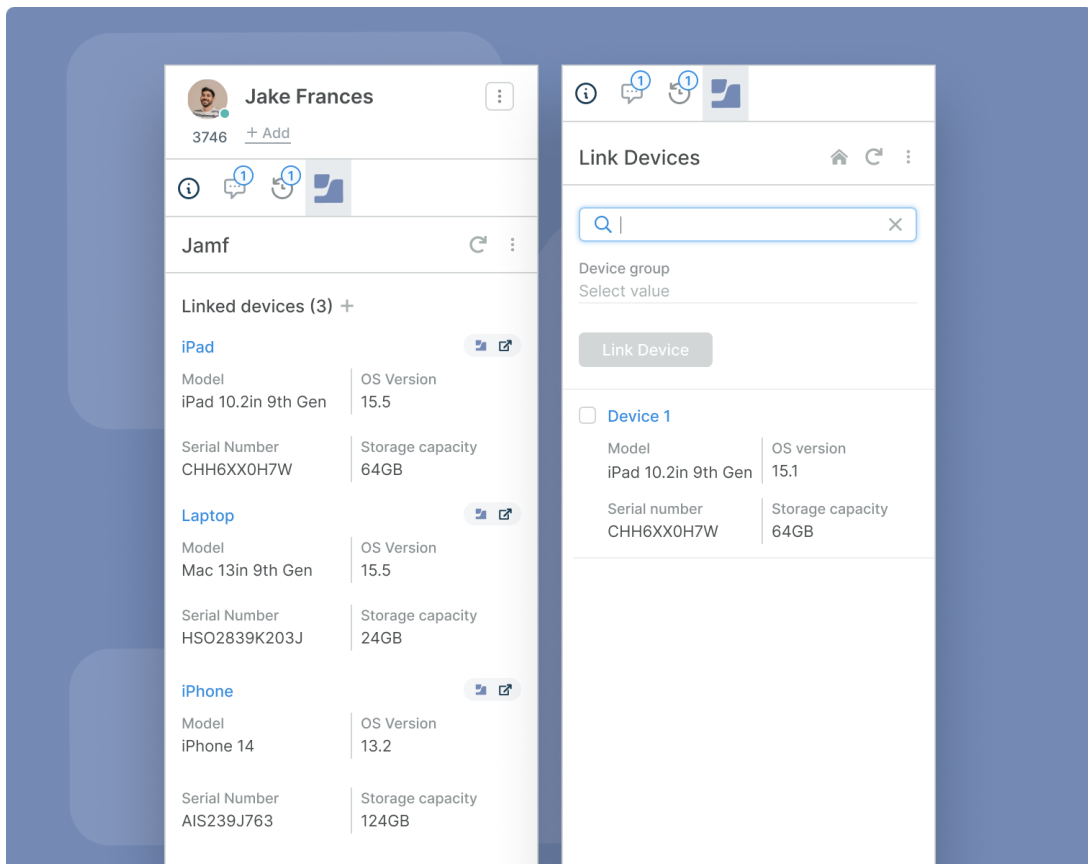 Jake Frances
3746
+ Add
1
1
Jamf
Linked devices (3) +
iPad
Model
OS Version
iPad 10.2in 9th Gen
15.5
Serial Number
Storage capacity
CHH6XX0H7W
64GB
Laptop
Model
OS Version
Mac 13in 9th Gen
15.5
Serial Number
Storage capacity
HSO2839K203J
24GB
iPhone
Model
OS Version
iPhone 14
13.2
Serial Number
Storage capacity
AIS239J763
124GB
1
1
Link Devices
Device group
Select value
Link Device
Device 1
Model
OS version
iPad 10.2in 9th Gen
15.1
Serial number
Storage capacity
CHH6XX0H7W
64GB